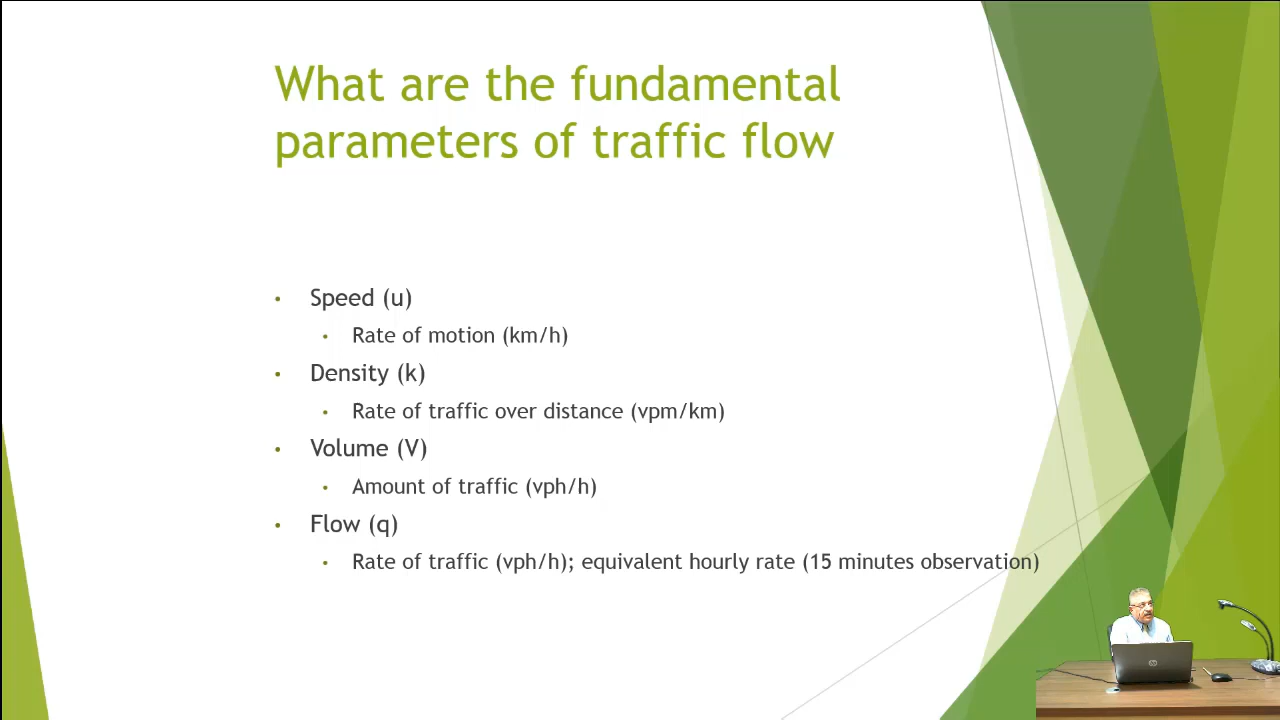 What are the fundamental
parameters of traffic flow
• Speed (u)
• Rate of motion (km/h)
• Density (k)
• Rate of traffic over distance (vpm/km)
• Volume (V)
• Amount of traffic (vph/h)
• Flow (q)
• Rate of traffic (vph/h); equivalent hourly rate (15 minutes observation)